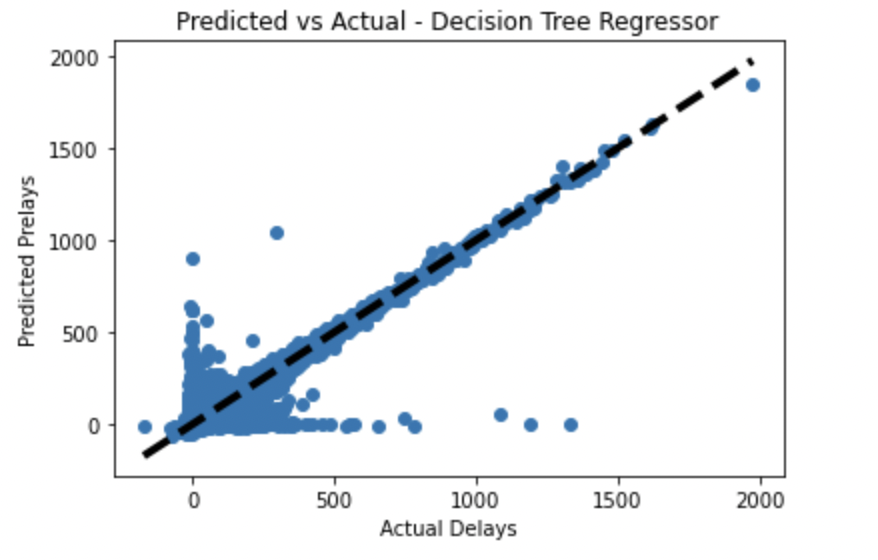 Predicted vs Actual - Decision Tree Regressor
2000
1500
1000
500
0
Predicted Prelays
0 500 1000 1500 2000
Actual Delays